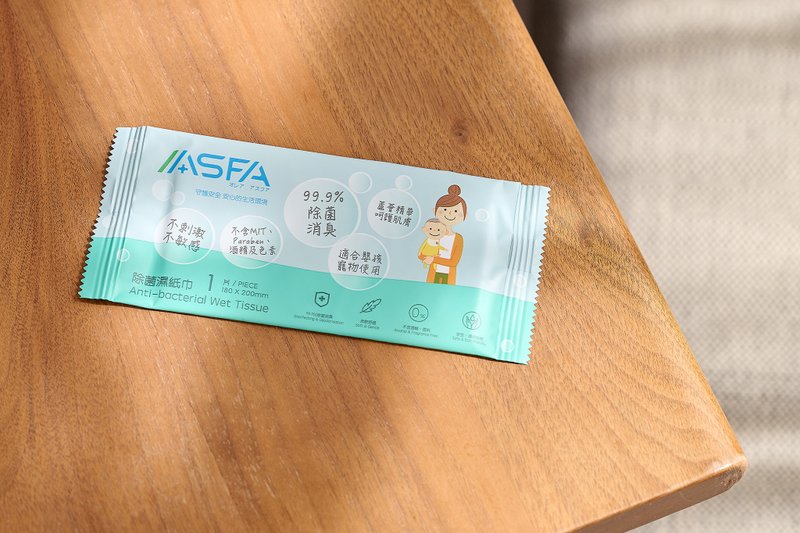 ASFA
オレア アスファ
守護安全 安心的生活環境
不刺激
不敏感
不含MIT、
Paraben、
酒精及色素
99.9%
除菌
消臭
蘆薈精華
呵護肌膚
適合嬰孩
寵物使用
除菌濕紙巾
Anti-bacterial Wet Tissue
1 片 / PIECE
180 X 200mm
0%